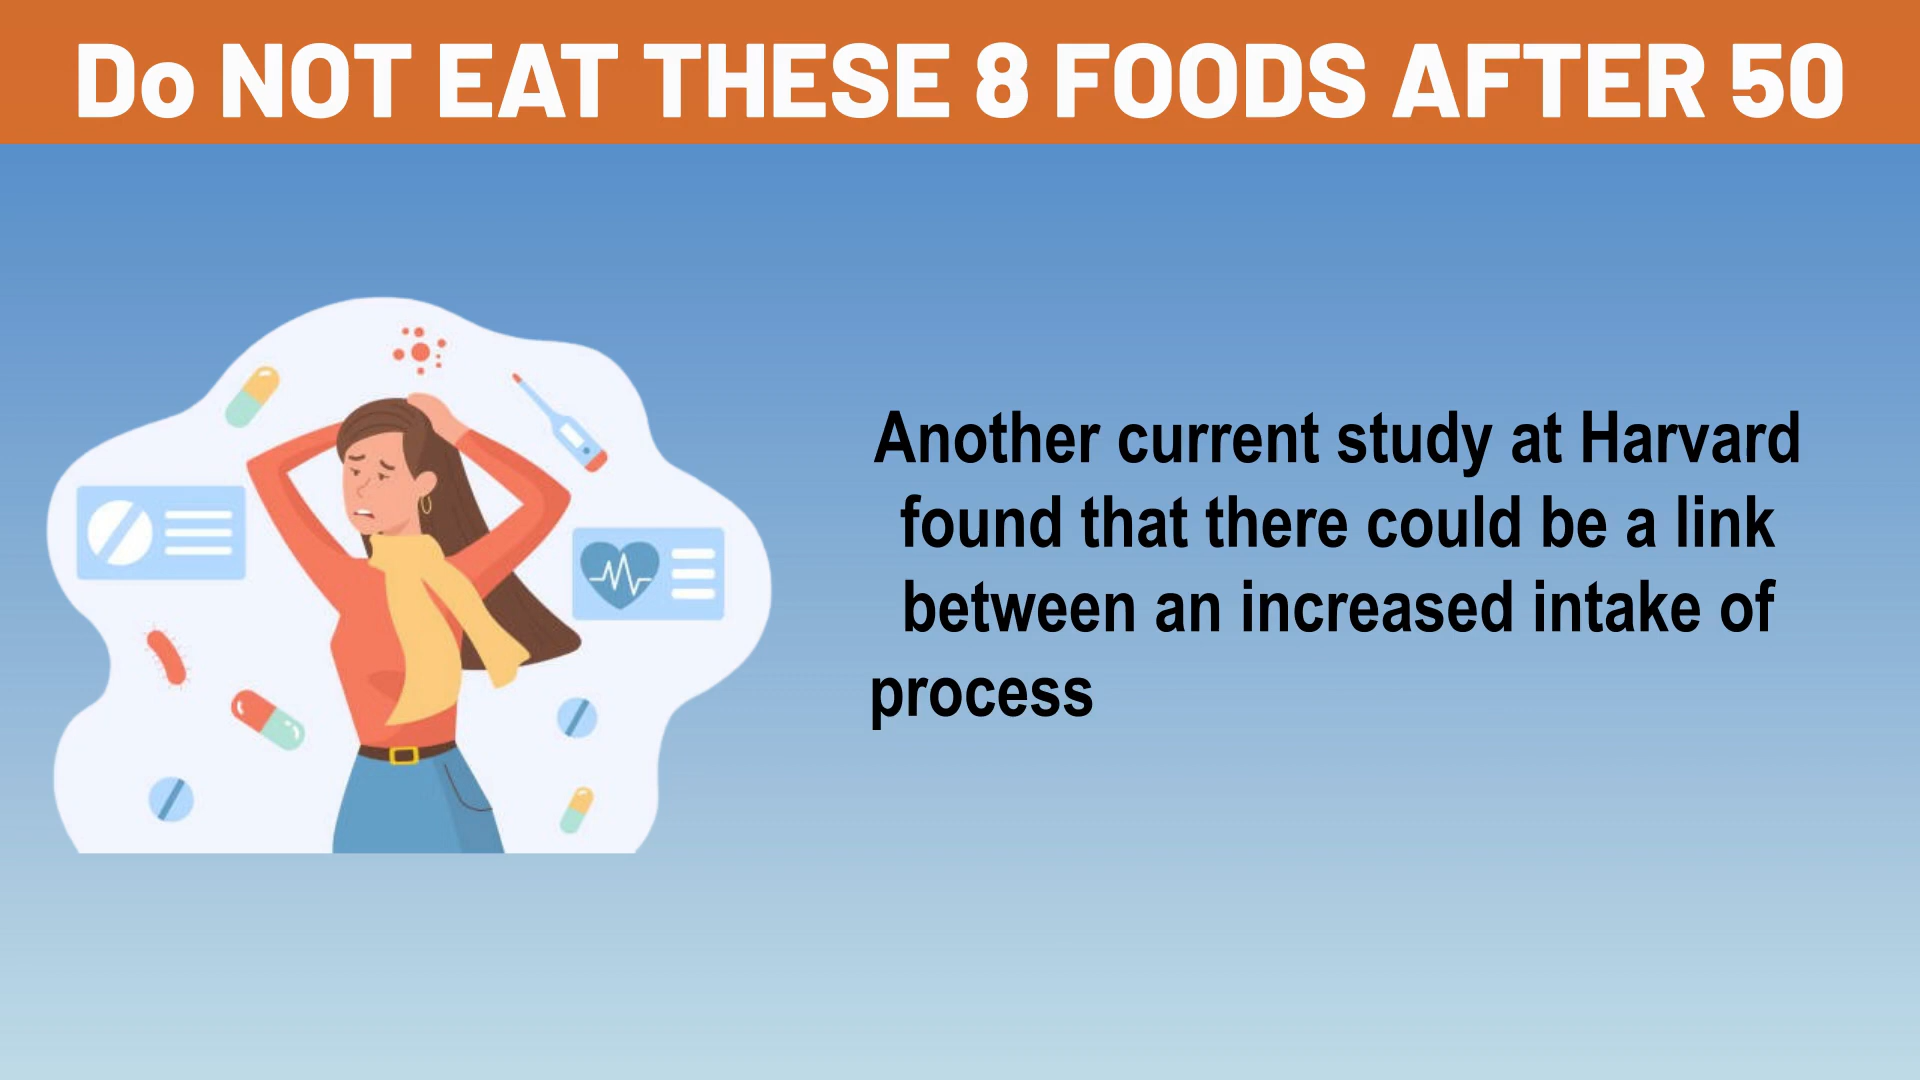 Do NOT EAT THESE 8 FOODS AFTER 50
Another current study at Harvard
found that there could be a link
between an increased intake of
process